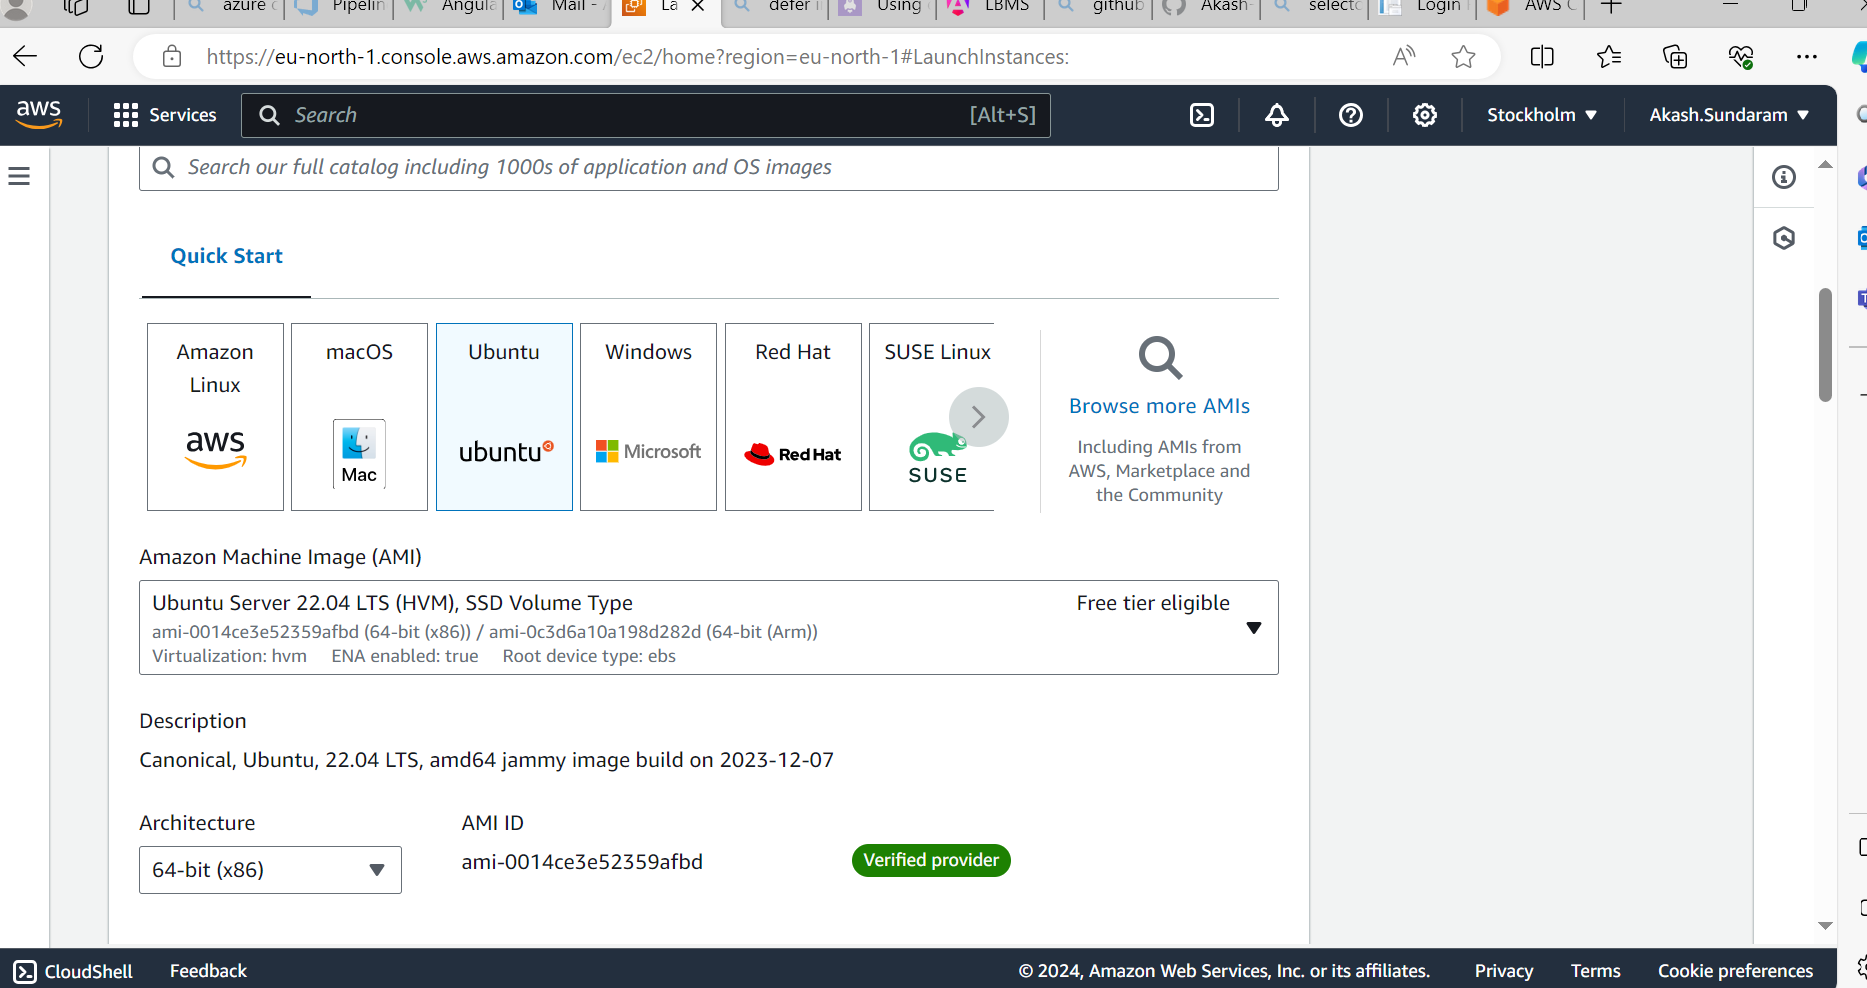 azure
Pipelin
Angula
Mail -
La
defer i
Using
LBMS
github
Akash-
selecto
Login
AWS C
https://eu-north-1.console.aws.amazon.com/ec2/home?region=eu-north-1#LaunchInstances:
aws
Services
Search
[Alt+S]
Stockholm
Akash.Sundaram
Search our full catalog including 1000s of application and OS images
Quick Start
Amazon
Linux
aws
macOS
Mac
Ubuntu
ubuntu
Windows
Microsoft
Red Hat
Red Hat
SUSE Linux
SUSE
Browse more AMIs
Including AMIs from
AWS, Marketplace and
the Community
Amazon Machine Image (AMI)
Ubuntu Server 22.04 LTS (HVM), SSD Volume Type
Free tier eligible
ami-0014ce3e52359afbd (64-bit (x86)) / ami-0c3d6a10a198d282d (64-bit (Arm))
Virtualization: hvm ENA enabled: true Root device type: ebs
Description
Canonical, Ubuntu, 22.04 LTS, amd64 jammy image build on 2023-12-07
Architecture
64-bit (x86)
AMI ID
ami-0014ce3e52359afbd
Verified provider
CloudShell
Feedback
© 2024, Amazon Web Services, Inc. or its affiliates.
Privacy
Terms
Cookie preferences